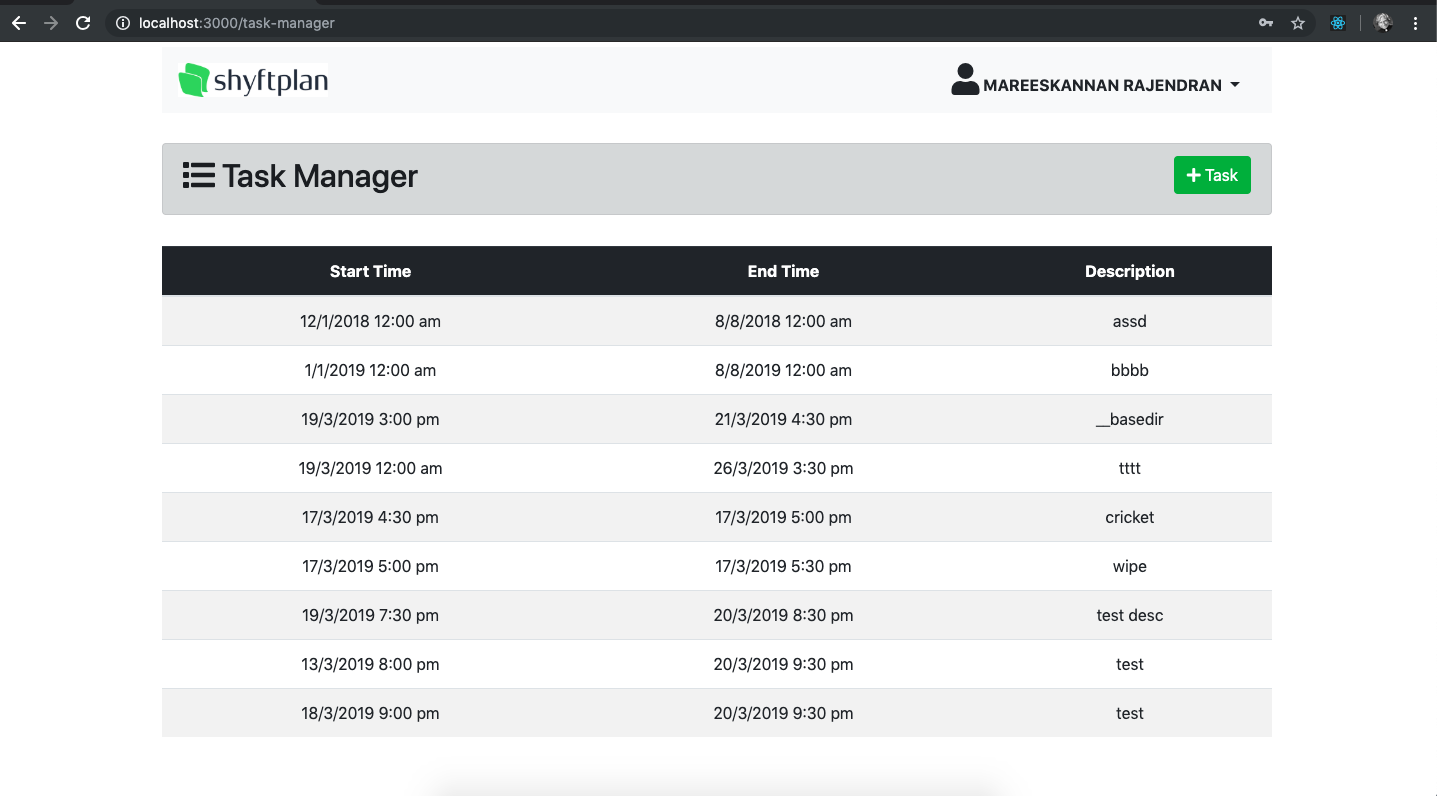 localhost:3000/task-manager
shyftplan
MAREESKANNAN RAJENDRAN
Task Manager
+ Task
Start Time End Time Description
12/1/2018 12:00 am 8/8/2018 12:00 am assd
1/1/2019 12:00 am 8/8/2019 12:00 am bbbb
19/3/2019 3:00 pm 21/3/2019 4:30 pm __basedir
19/3/2019 12:00 am 26/3/2019 3:30 pm tttt
17/3/2019 4:30 pm 17/3/2019 5:00 pm cricket
17/3/2019 5:00 pm 17/3/2019 5:30 pm wipe
19/3/2019 7:30 pm 20/3/2019 8:30 pm test desc
13/3/2019 8:00 pm 20/3/2019 9:30 pm test
18/3/2019 9:00 pm 20/3/2019 9:30 pm test